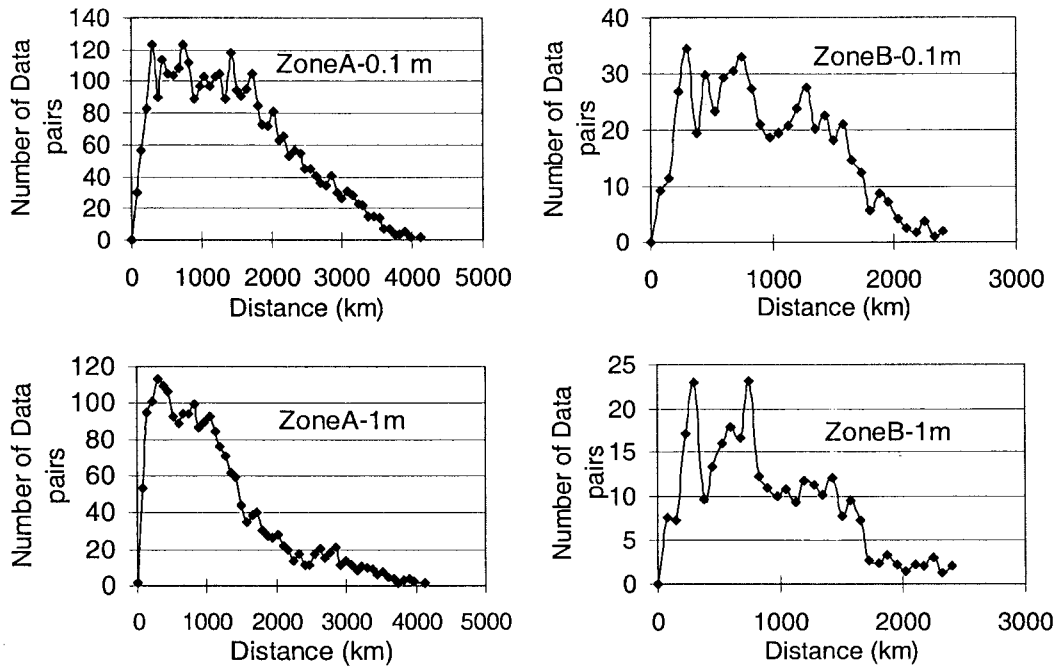 Number of Data
pairs
140
120
100
80
60
40
20
0
ZoneA-0.1 m
0 1000 2000 3000 4000 5000
Distance (km)
Number of Data
pairs
40
30
20
10
0
ZoneB-0.1m
0 1000 2000 3000
Distance (km)
Number of Data
pairs
120
100
80
60
40
20
0
ZoneA-1m
0 1000 2000 3000 4000 5000
Distance (km)
Number of Data
pairs
25
20
15
10
5
0
ZoneB-1m
0 1000 2000 3000
Distance (km)